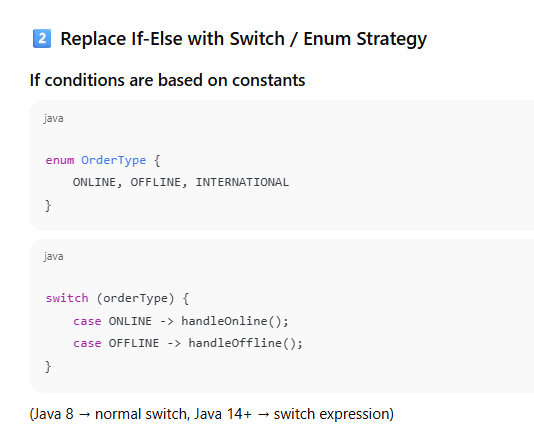 2 Replace If-Else with Switch / Enum Strategy
If conditions are based on constants
java
enum OrderType {
    ONLINE, OFFLINE, INTERNATIONAL
}
java
switch (orderType) {
    case ONLINE -> handleOnline();
    case OFFLINE -> handleOffline();
}
(Java 8 → normal switch, Java 14+ → switch expression)